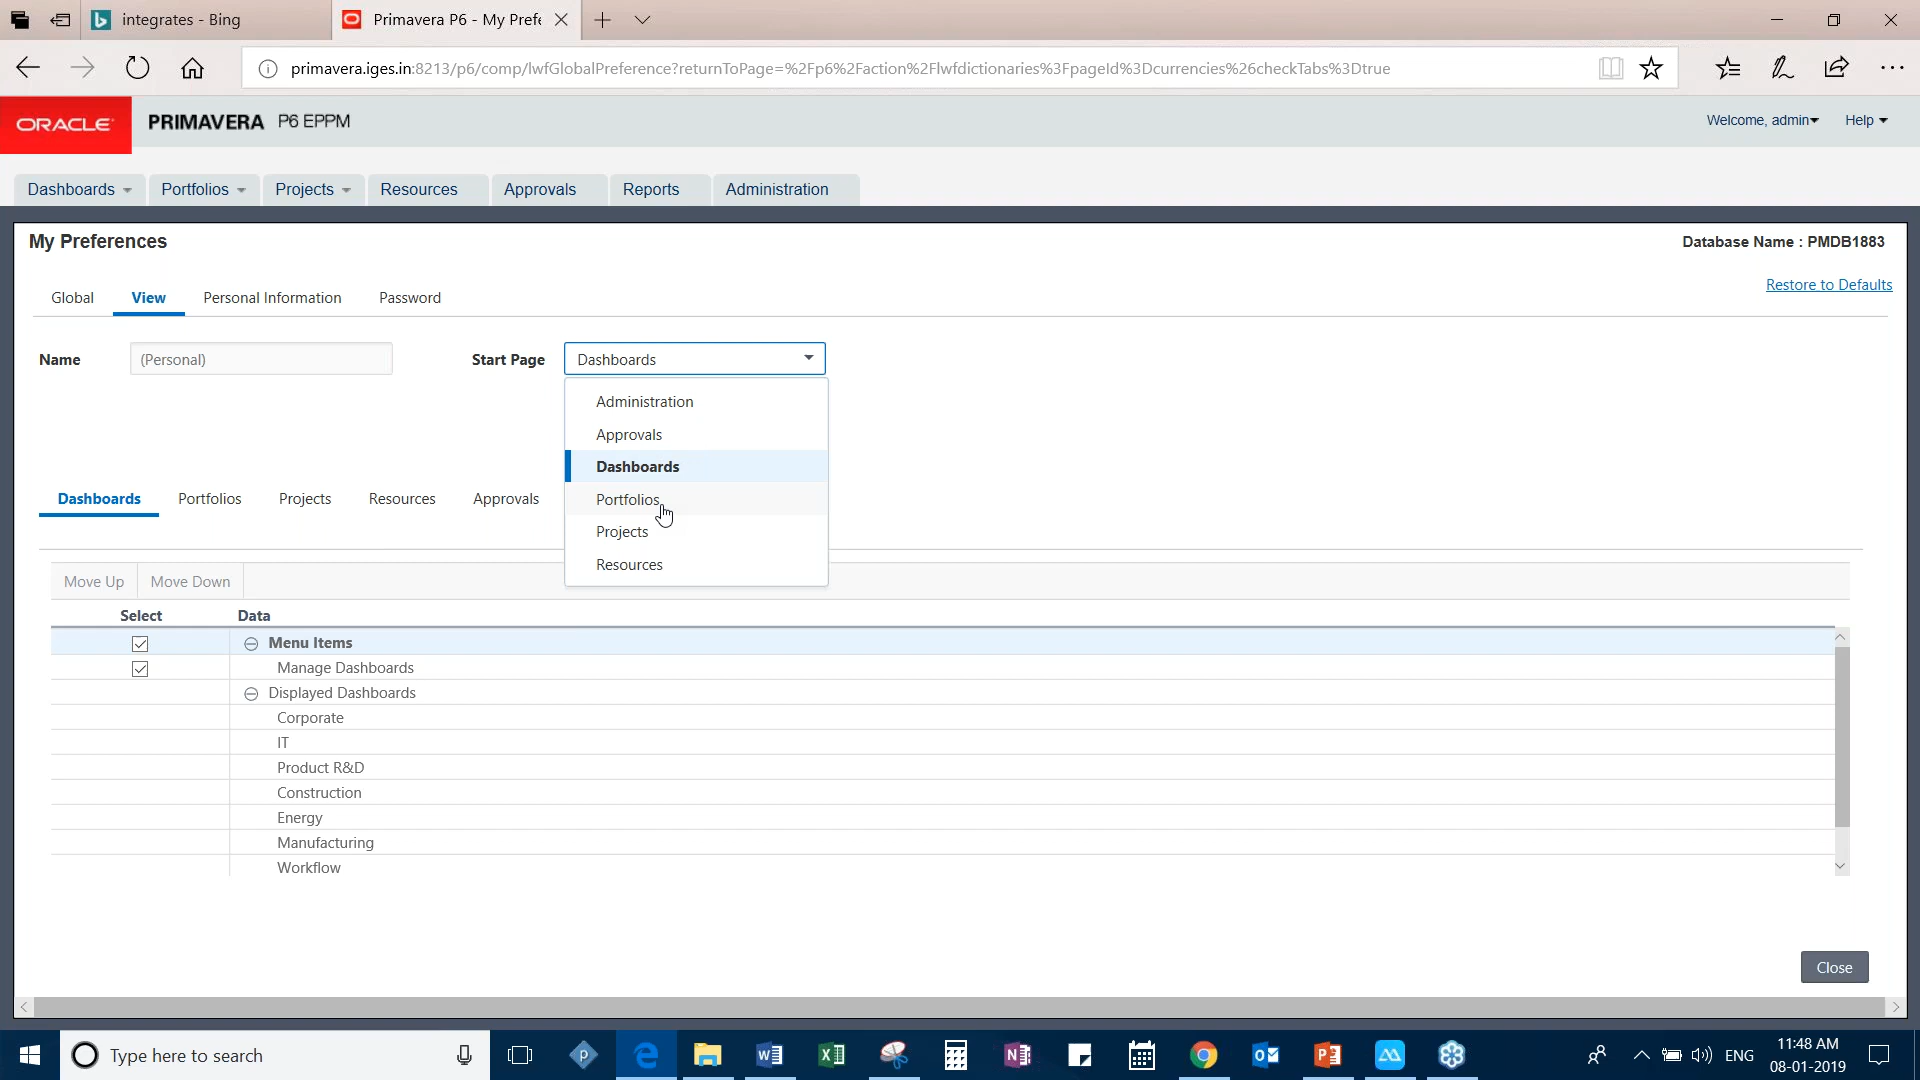 integrates - Bing
Primavera P6 - My Prefe
primavera.iges.in:8213/p6/comp/lwfGlobalPreference?returnToPage=%2Fp6%2Faction%2Flwfdictionaries%3FpageId%3Dcurrencies%26checkTabs%3Dtrue
ORACLE PRIMAVERA P6 EPPM
Welcome, admin Help
Dashboards Portfolios Projects Resources Approvals Reports Administration
My Preferences
Database Name : PMDB1883
Restore to Defaults
Global View Personal Information Password
Name (Personal) Start Page Dashboards
Administration
Approvals
Dashboards
Portfolios
Projects
Resources
Dashboards Portfolios Projects Resources Approvals
Move Up Move Down
Select Data
Menu Items
Manage Dashboards
Displayed Dashboards
Corporate
IT
Product R&D
Construction
Energy
Manufacturing
Workflow
Close
Type here to search
ENG
11:48 AM
08-01-2019